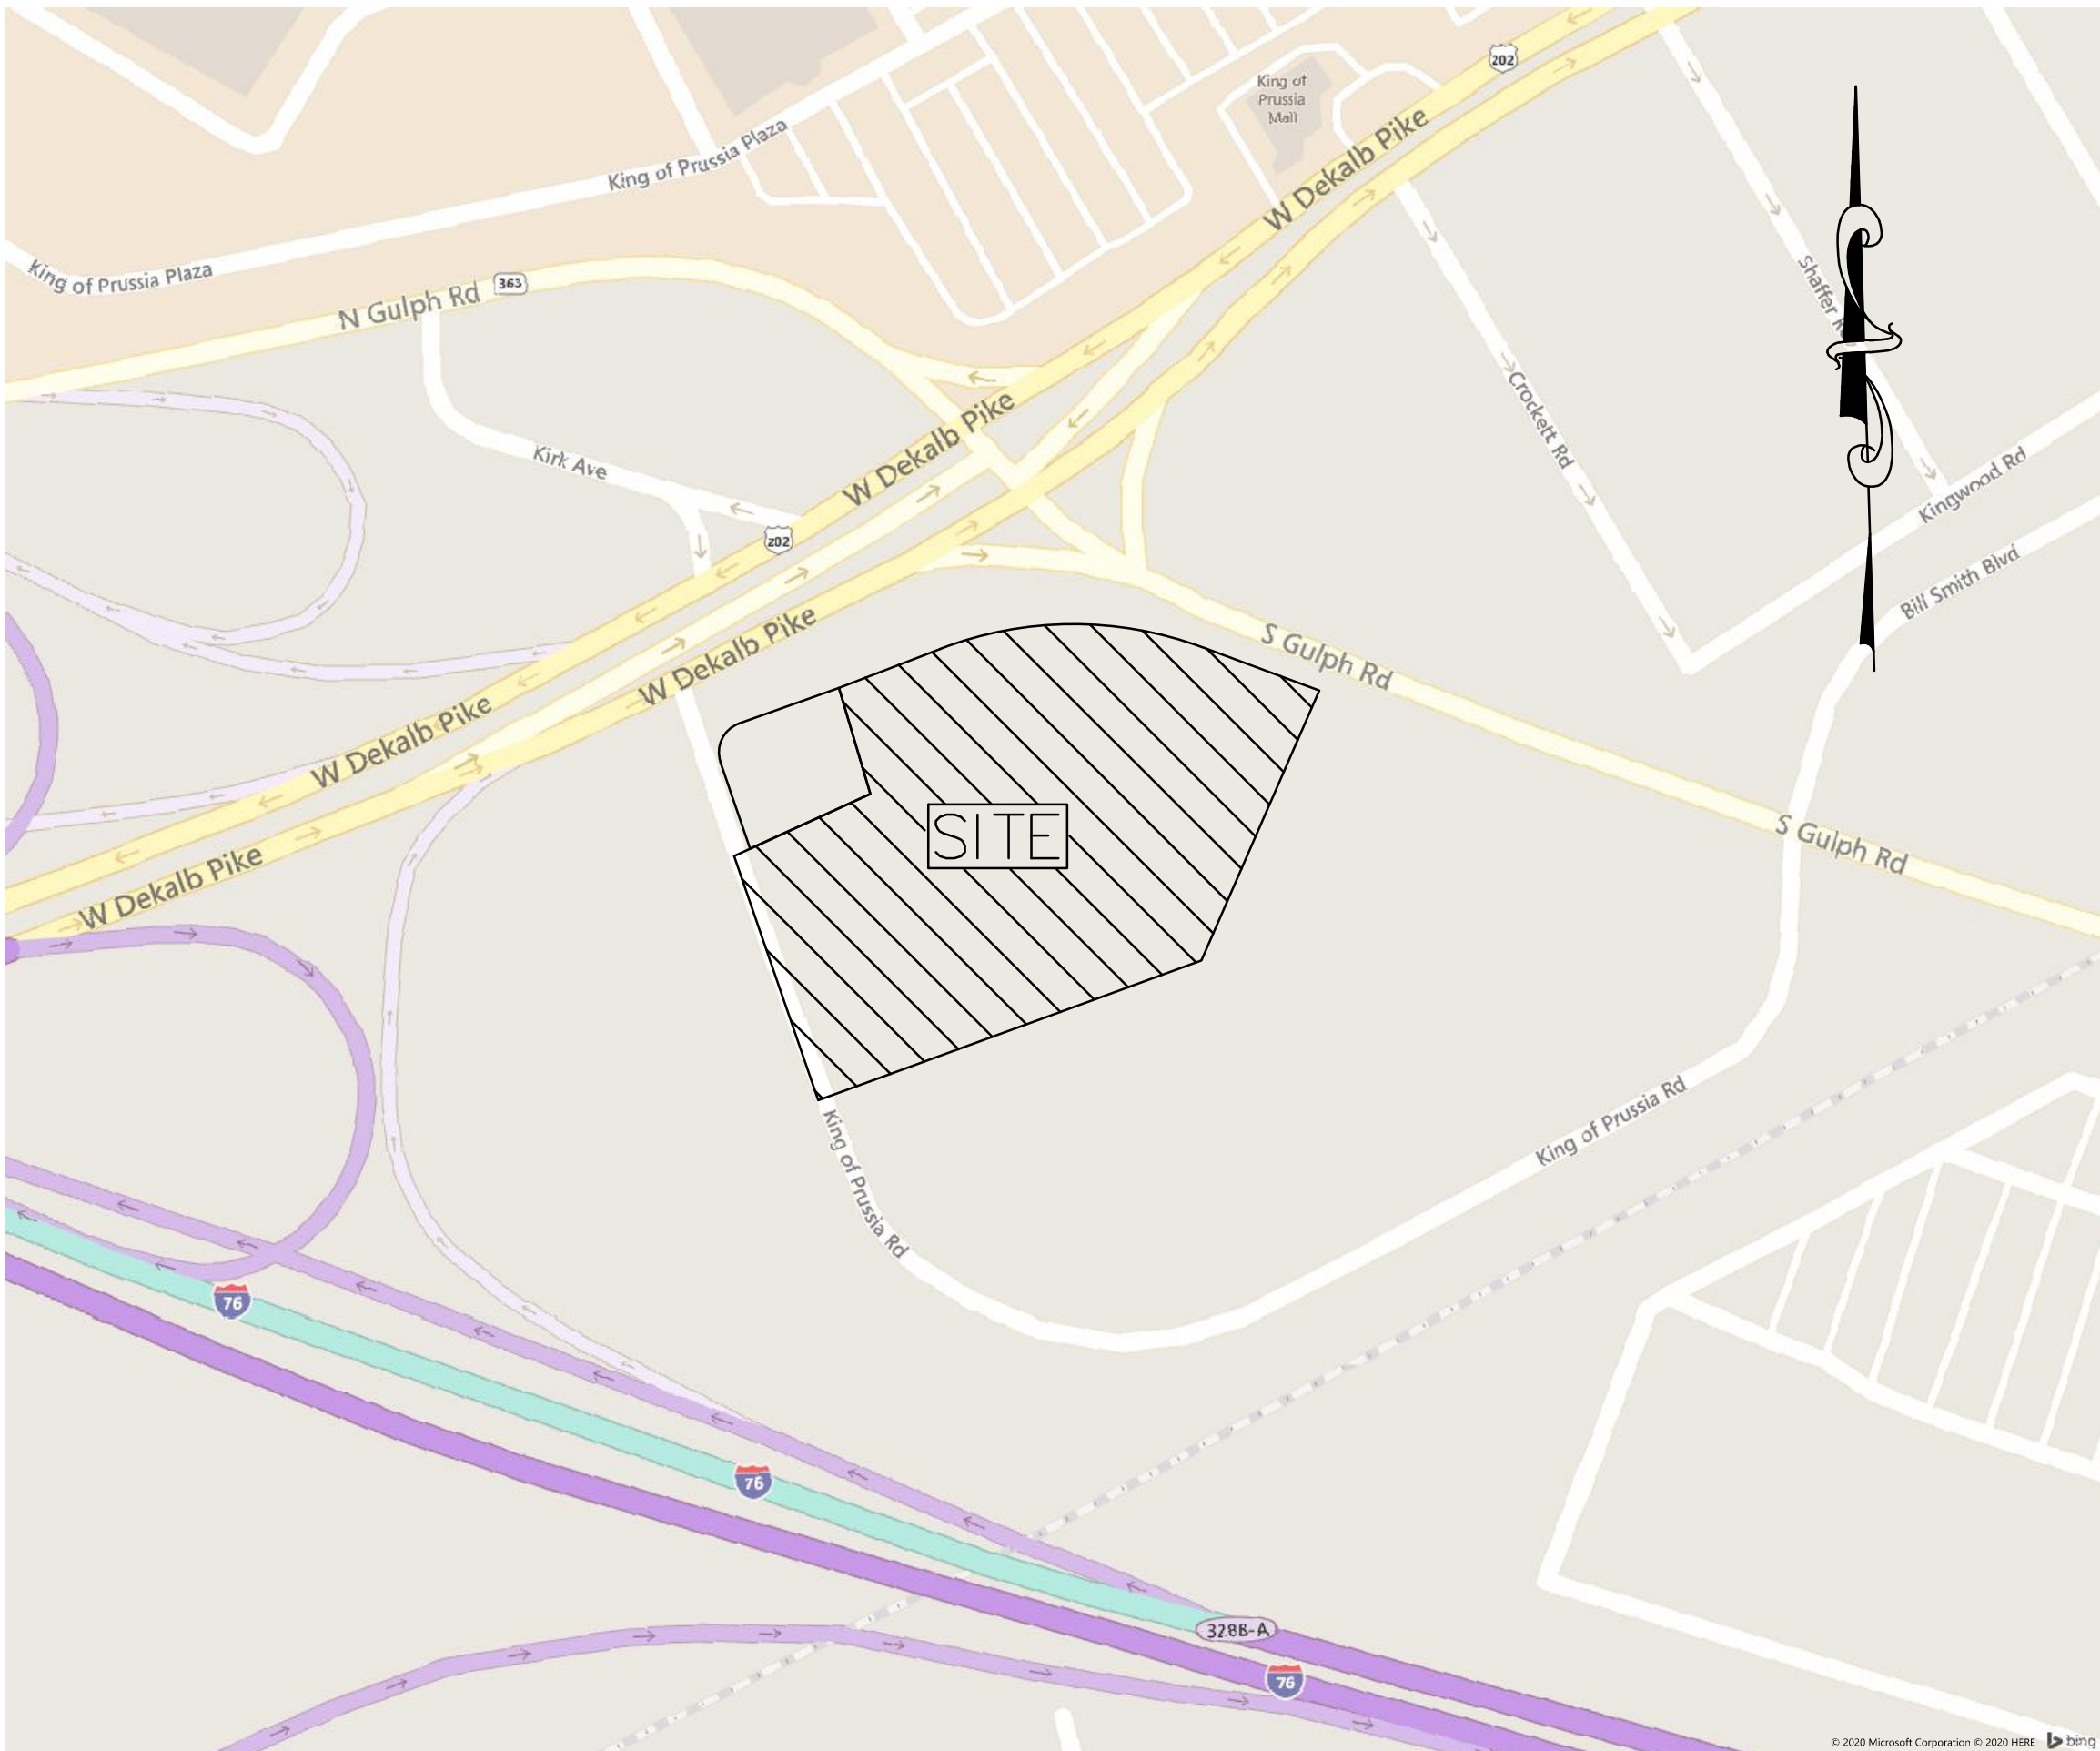 202
King of
Prussia
Mall
W Dekalb Pike
King of Prussia Plaza
King of Prussia Plaza
N Gulph Rd
363
Shaffer
Crockett Rd
Kirk Ave
W Dekalb Pike
202
Kingwood Rd
Bill Smith Blvd
W Dekalb Pike
S Gulph Rd
W Dekalb Pike
SITE
S Gulph Rd
W Dekalb Pike
King of Prussia Rd
King of Prussia Rd
76
76
328B-A
76
© 2020 Microsoft Corporation © 2020 HERE
bing